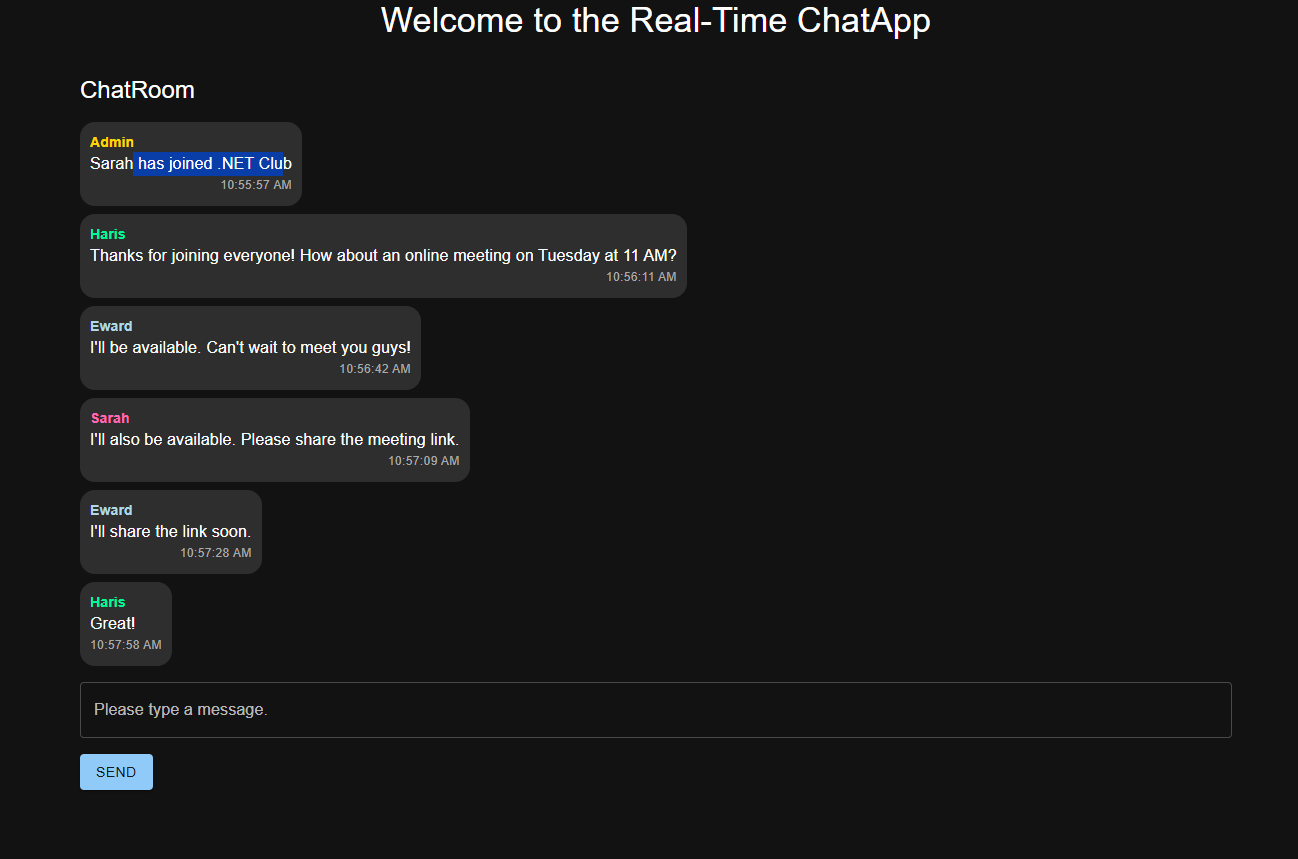 Welcome to the Real-Time ChatApp
ChatRoom
Admin
Sarah has joined .NET Club
10:55:57 AM
Haris
Thanks for joining everyone! How about an online meeting on Tuesday at 11 AM?
10:56:11 AM
Eward
I'll be available. Can't wait to meet you guys!
10:56:42 AM
Sarah
I'll also be available. Please share the meeting link.
10:57:09 AM
Eward
I'll share the link soon.
10:57:28 AM
Haris
Great!
10:57:58 AM
Please type a message.
SEND